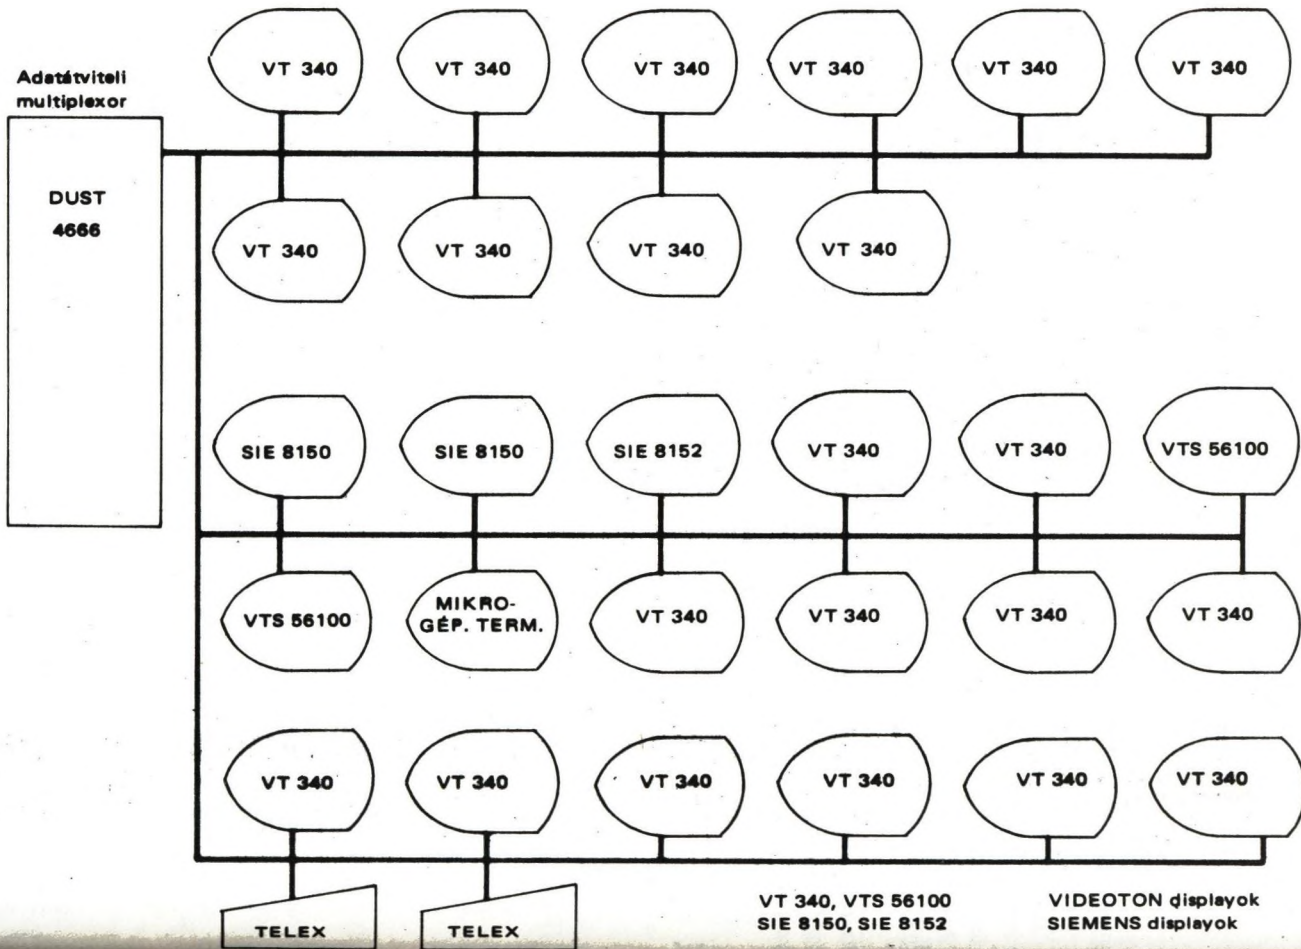 Adatátviteli
multiplexor
DUST
4666
VT 340 VT 340 VT 340 VT 340 VT 340 VT 340
VT 340 VT 340 VT 340 VT 340
SIE 8150 SIE 8150 SIE 8152 VT 340 VT 340 VTS 56100
VTS 56100 MIKRO-
GÉP. TERM. VT 340 VT 340 VT 340 VT 340
VT 340 VT 340 VT 340 VT 340 VT 340 VT 340
TELEX TELEX
VT 340, VTS 56100 VIDEOTON displayok
SIE 8150, SIE 8152 SIEMENS displayok